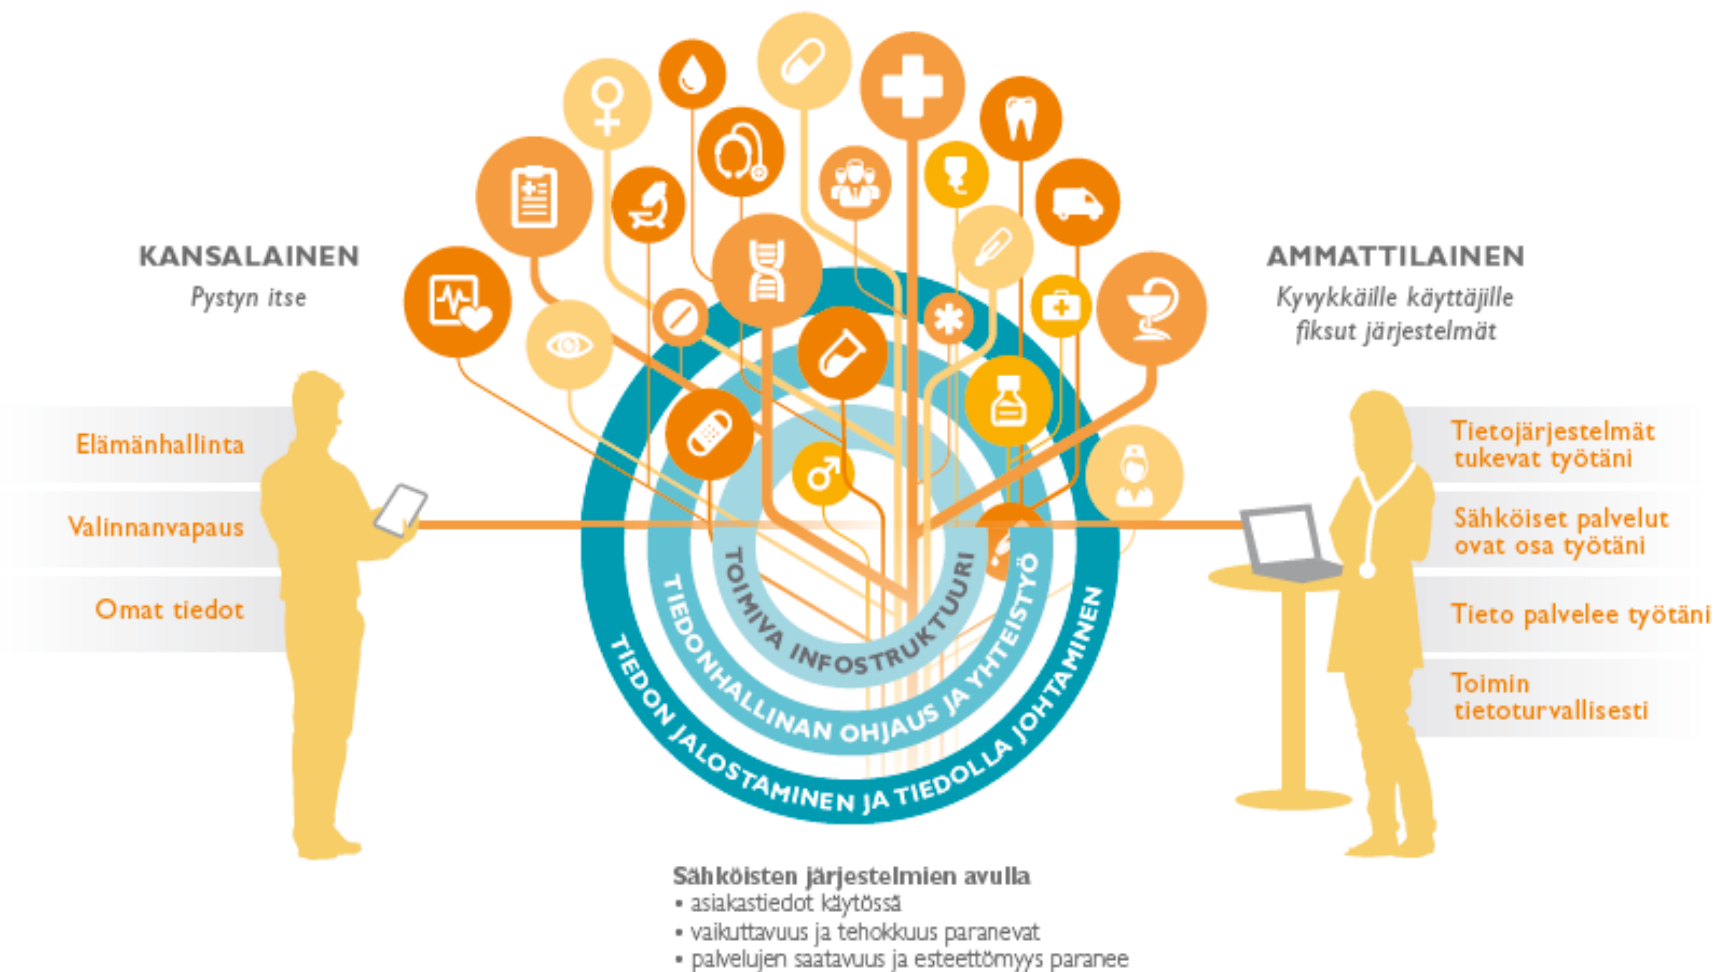 KANSALAINEN
Pystyn itse
Elämänhallinta
Valinnanvapaus
Omat tiedot
TOIMIVA INFOSTRUKTUURI
TIEDONHALLINAN OHJAUS JA YHTEISTYÖ
TIEDON JALOSTAMINEN JA TIEDOLLA JOHTAMINEN
AMMATTILAINEN
Kyvykkäille käyttäjille
fiksut järjestelmät
Tietojärjestelmät
tukevat työtäni
Sähköiset palvelut
ovat osa työtäni
Tieto palvelee työtäni
Toimin
tietoturvallisesti
Sähköisten järjestelmien avulla
• asiakastiedot käytössä
• vaikuttavuus ja tehokkuus paranevat
• palvelujen saatavuus ja esteettömyys paranee